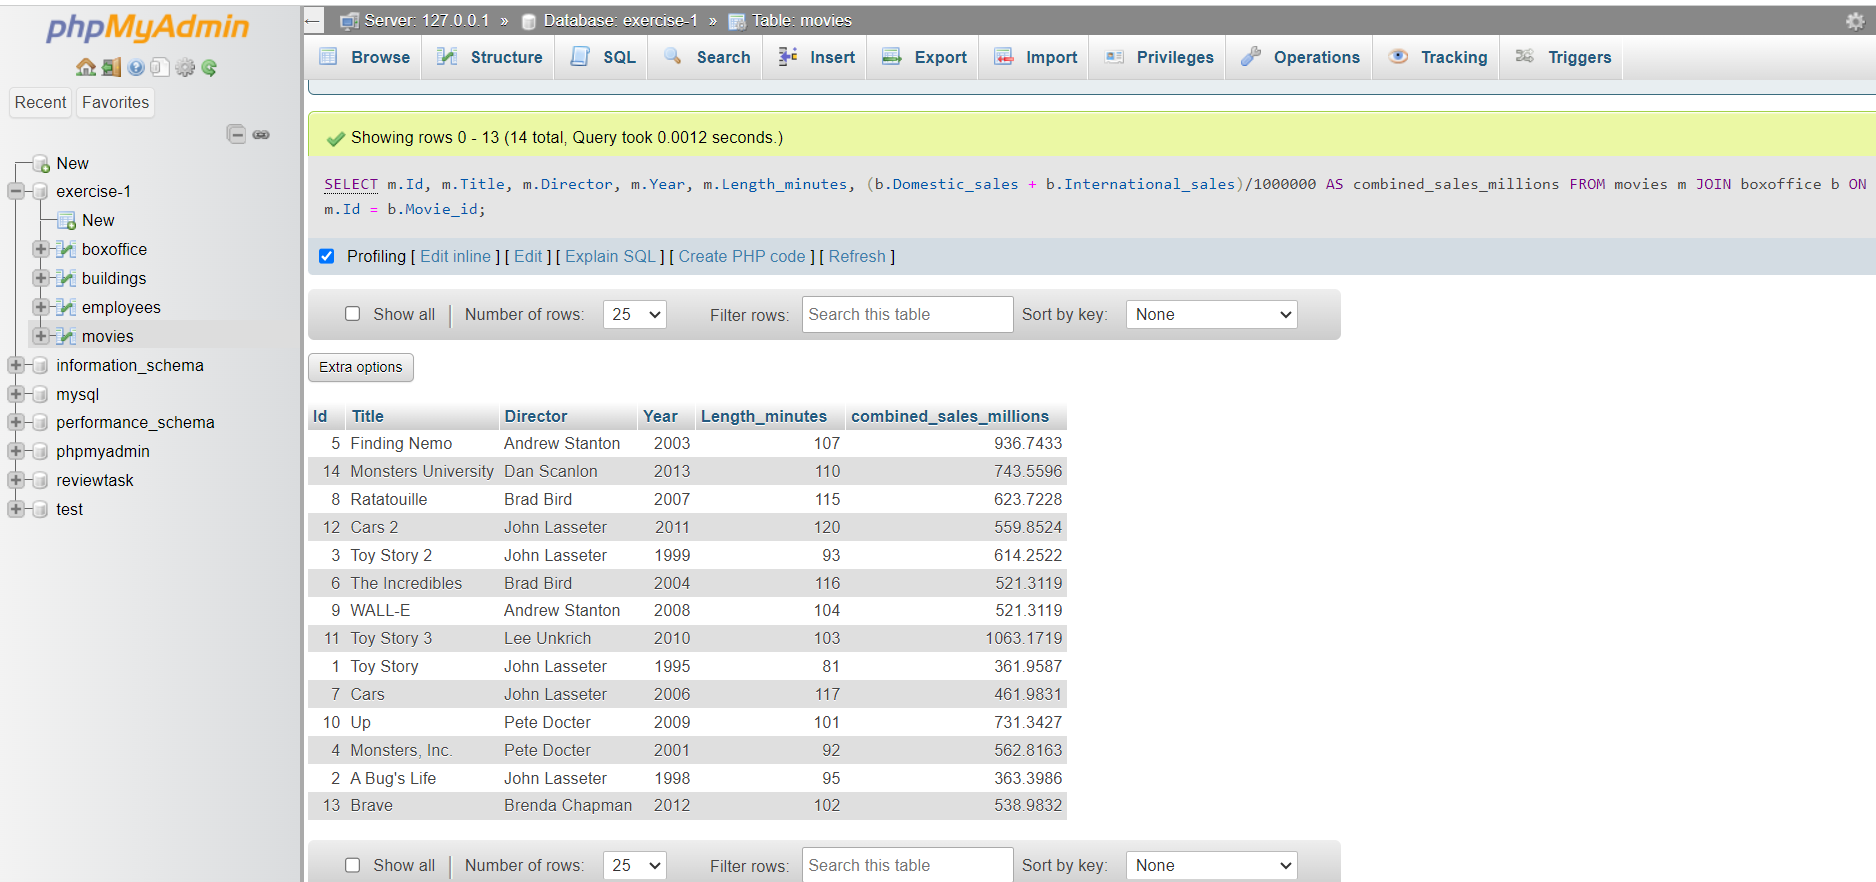 phpMyAdmin
Recent Favorites
New
exercise-1
New
boxoffice
buildings
employees
movies
information_schema
mysql
performance_schema
phpmyadmin
reviewtask
test
Server: 127.0.0.1 » Database: exercise-1 » Table: movies
Browse Structure SQL Search Insert Export Import Privileges Operations Tracking Triggers
Showing rows 0 - 13 (14 total, Query took 0.0012 seconds.)
SELECT m.Id, m.Title, m.Director, m.Year, m.Length_minutes, (b.Domestic_sales + b.International_sales)/1000000 AS combined_sales_millions FROM movies m JOIN boxoffice b ON
m.Id = b.Movie_id;
Profiling [ Edit inline ] [ Edit ] [ Explain SQL ] [ Create PHP code ] [ Refresh ]
Show all Number of rows: 25 Filter rows: Search this table Sort by key: None
Extra options
Id Title Director Year Length_minutes combined_sales_millions
5 Finding Nemo Andrew Stanton 2003 107 936.7433
14 Monsters University Dan Scanlon 2013 110 743.5596
8 Ratatouille Brad Bird 2007 115 623.7228
12 Cars 2 John Lasseter 2011 120 559.8524
3 Toy Story 2 John Lasseter 1999 93 614.2522
6 The Incredibles Brad Bird 2004 116 521.3119
9 WALL-E Andrew Stanton 2008 104 521.3119
11 Toy Story 3 Lee Unkrich 2010 103 1063.1719
1 Toy Story John Lasseter 1995 81 361.9587
7 Cars John Lasseter 2006 117 461.9831
10 Up Pete Docter 2009 101 731.3427
4 Monsters, Inc. Pete Docter 2001 92 562.8163
2 A Bug's Life John Lasseter 1998 95 363.3986
13 Brave Brenda Chapman 2012 102 538.9832
Show all Number of rows: 25 Filter rows: Search this table Sort by key: None